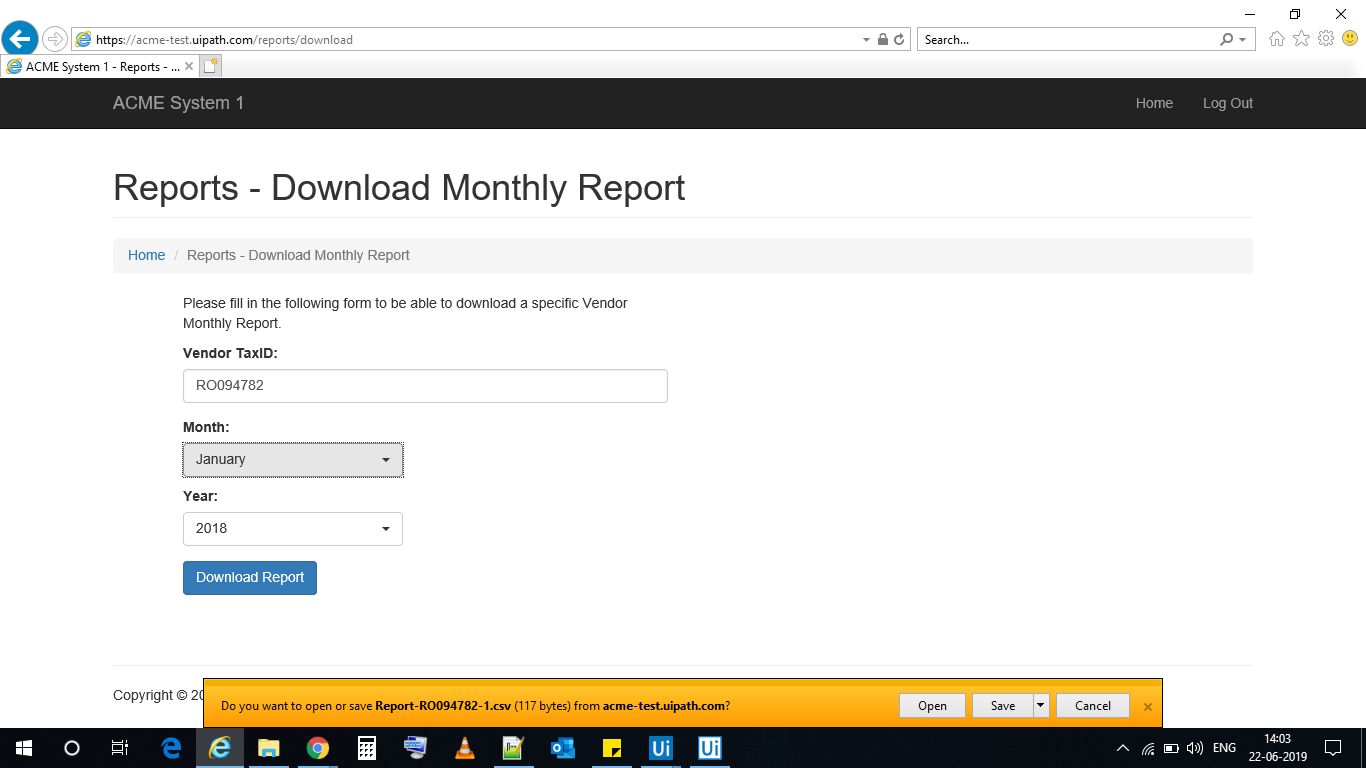 https://acme-test.uipath.com/reports/download
Search...
ACME System 1 - Reports - ...
ACME System 1
Home
Log Out
Reports - Download Monthly Report
Home / Reports - Download Monthly Report
Please fill in the following form to be able to download a specific Vendor
Monthly Report.
Vendor TaxID:
RO094782
Month:
January
Year:
2018
Download Report
Copyright © 20
Do you want to open or save Report-RO094782-1.csv (117 bytes) from acme-test.uipath.com?
Open
Save
Cancel
Ui
Ui
ENG
14:03
22-06-2019